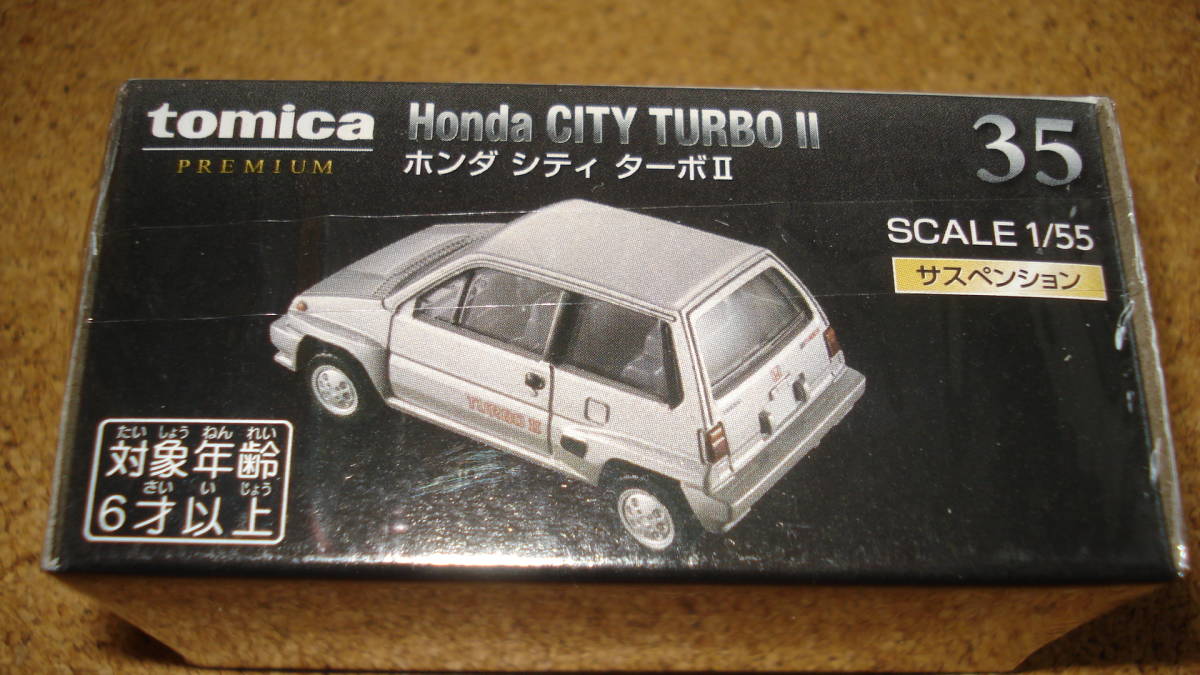 tomica
PREMIUM
Honda CITY TURBO II
ホンダ シティ ターボⅡ
35
SCALE 1/55
サスペンション
TURBO Ⅱ
たい しょう ねん れい
対象年齢
さい い じょう
6才以上